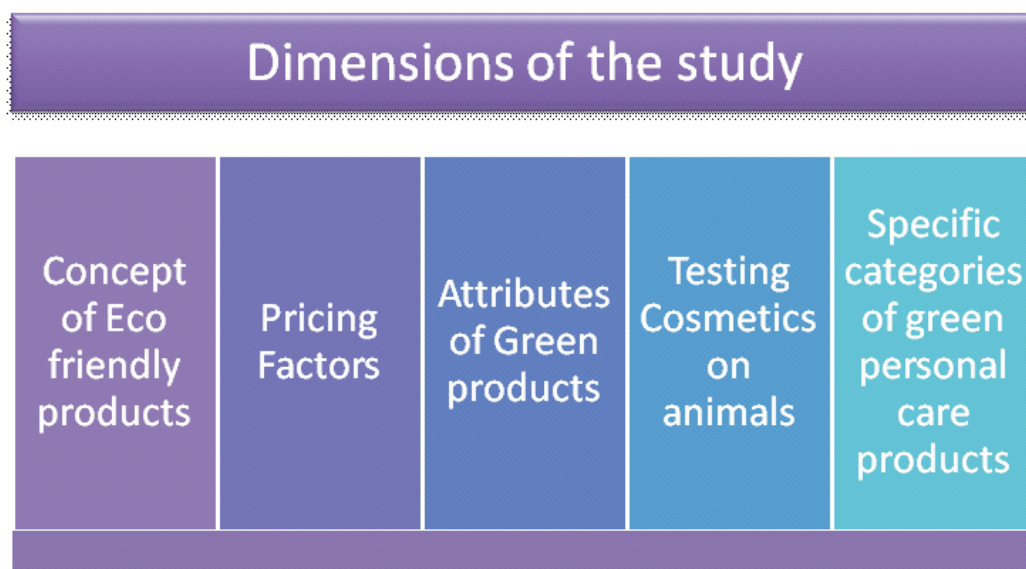 Dimensions of the study
Concept
of Eco
friendly
products
Pricing
Factors
Attributes
of Green
products
Testing
Cosmetics
on
animals
Specific
categories
of green
personal
care
products